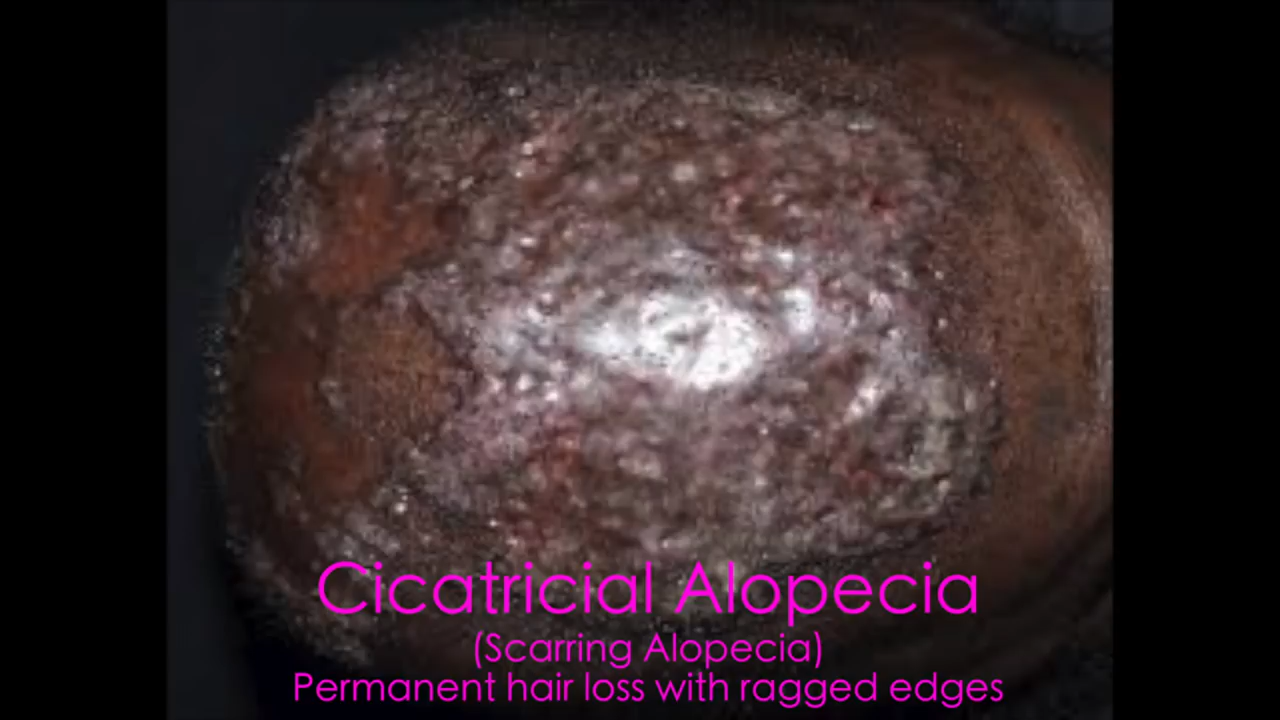 Cicatricial Alopecia
(Scarring Alopecia)
Permanent hair loss with ragged edges